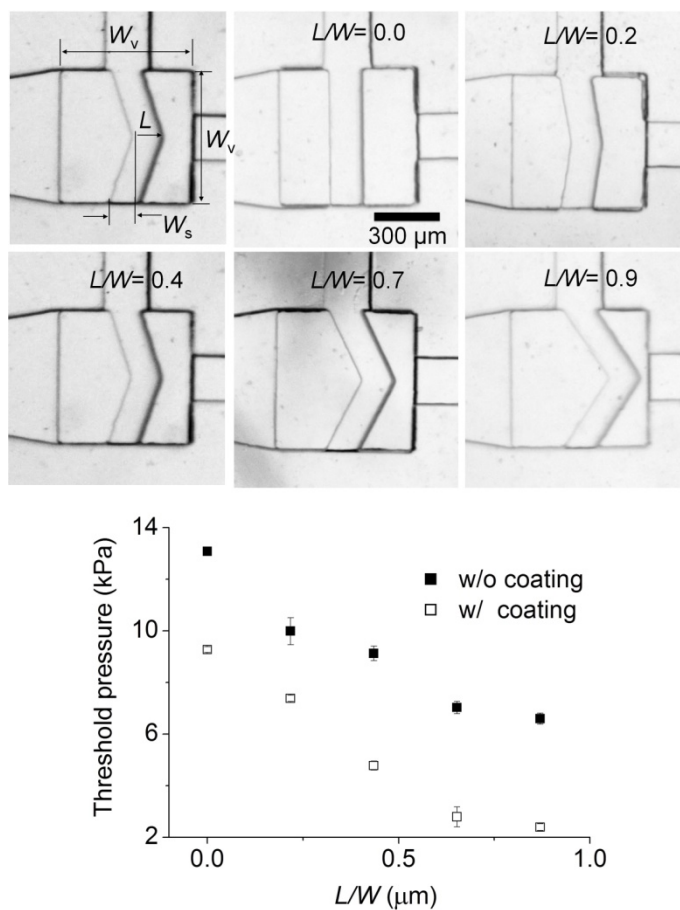 Wv
L
Wv
Ws
L/W= 0.0
300 μm
L/W= 0.2
L/W= 0.4
L/W= 0.7
L/W= 0.9
14
10
6
2
Threshold pressure (kPa)
w/o coating
w/ coating
0.0
0.5
1.0
L/W (μm)